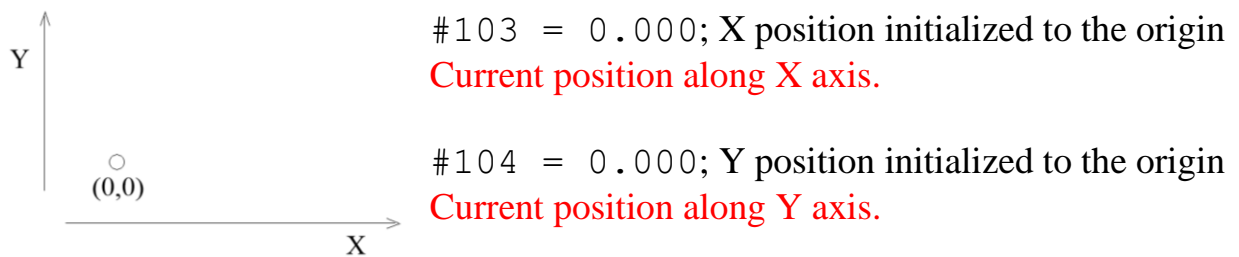 Y
(0,0)
X
#103 = 0.000; X position initialized to the origin
Current position along X axis.
#104 = 0.000; Y position initialized to the origin
Current position along Y axis.